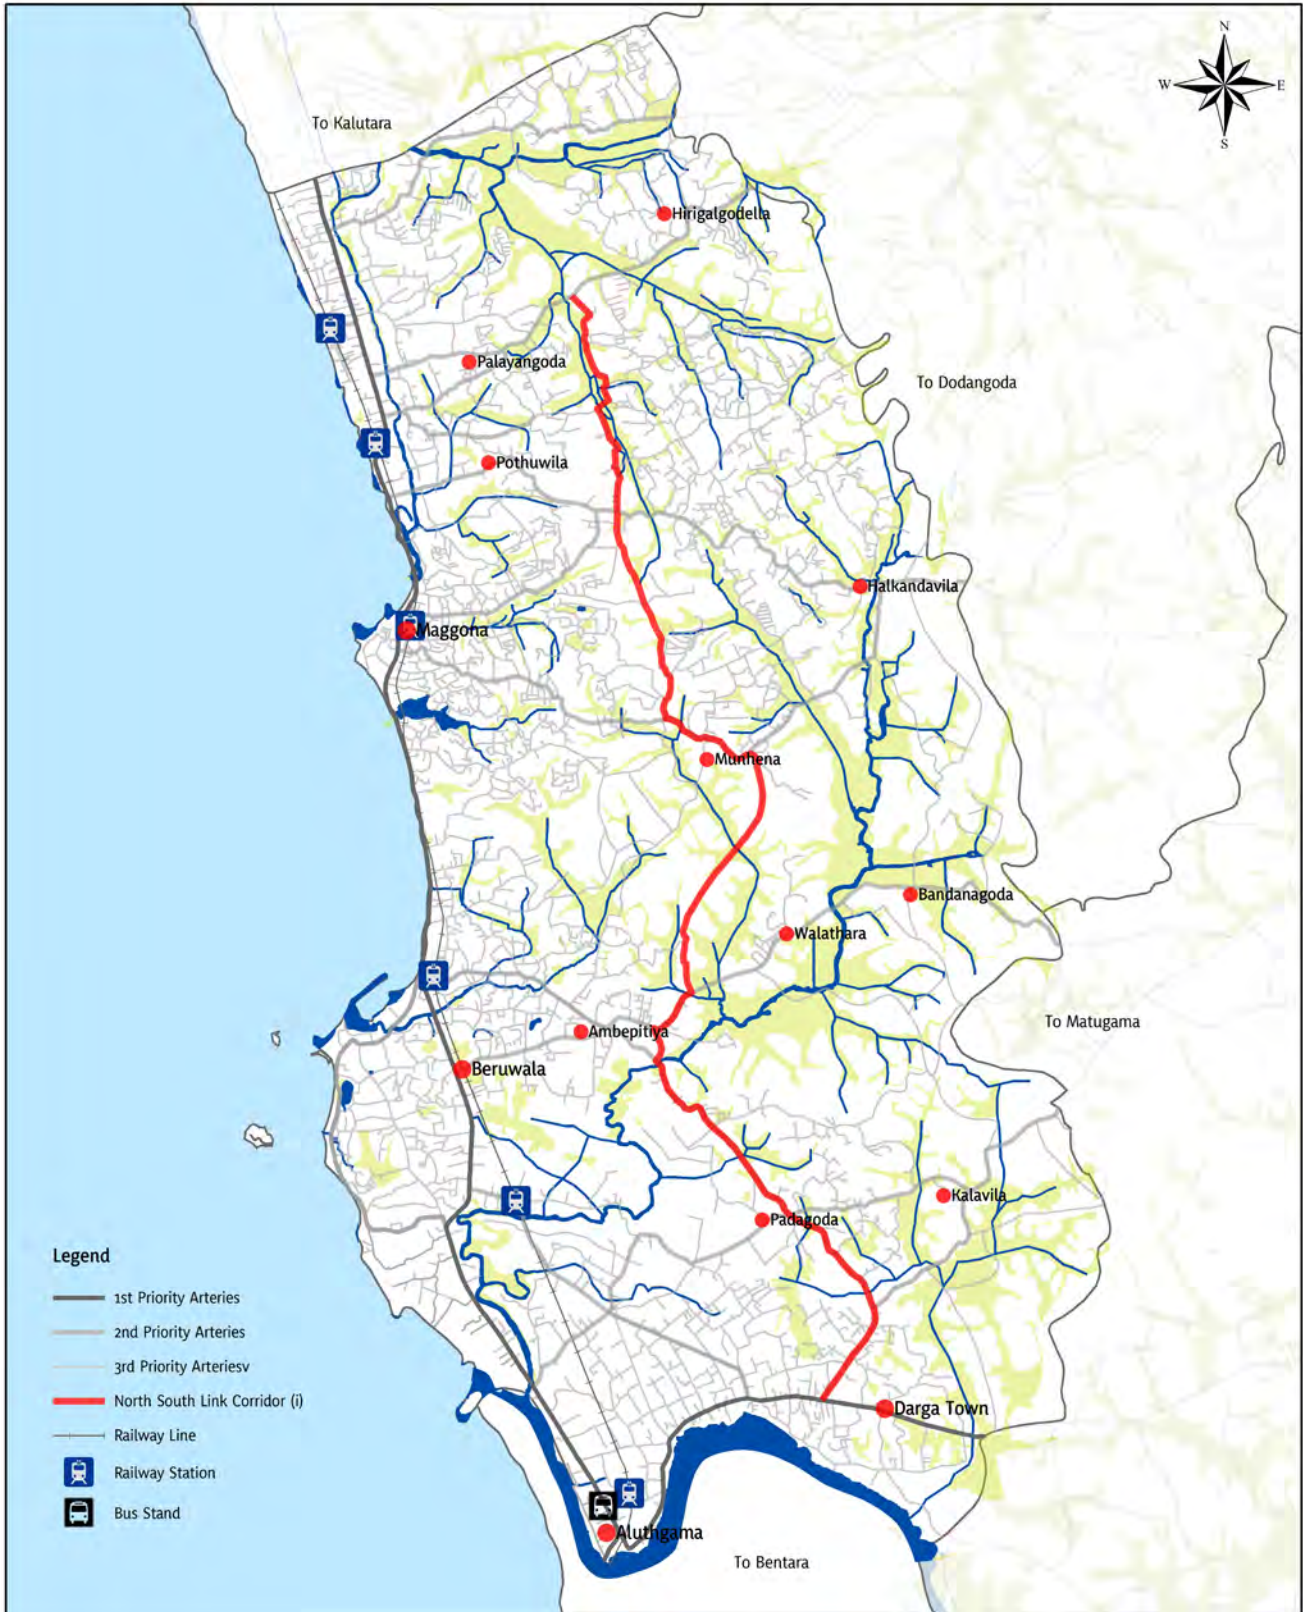 N
W
E
S
To Kalutara
Hirigalgodella
Palayangoda
To Dodangoda
Pothuwila
Halkandavila
Maggona
Munhena
Bandanagoda
Walathara
To Matugama
Ambepitiya
Beruwala
Kalavila
Padagoda
Legend
1st Priority Arteries
2nd Priority Arteries
3rd Priority Arteriesv
North South Link Corridor (i)
Railway Line
Railway Station
Bus Stand
Darga Town
Aluthgama
To Bentara